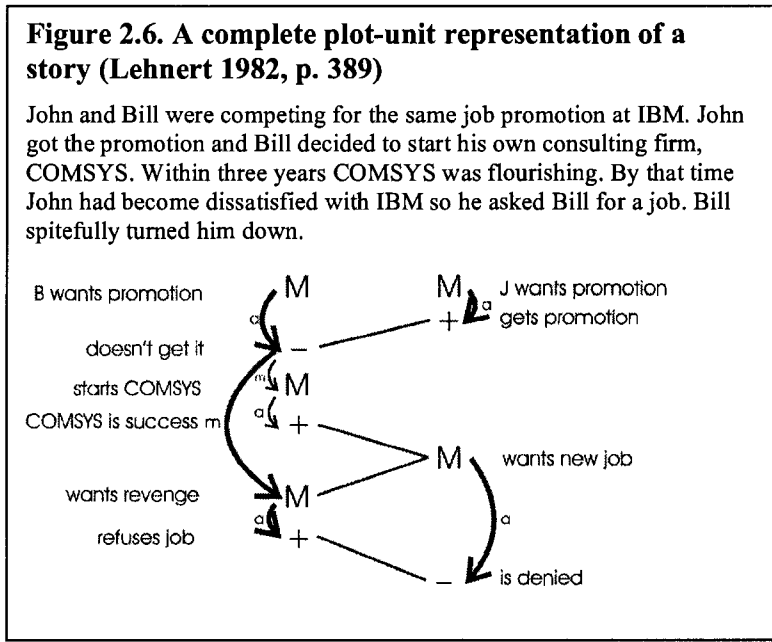 Figure 2.6. A complete plot-unit representation of a
story (Lehnert 1982, p. 389)
John and Bill were competing for the same job promotion at IBM. John
got the promotion and Bill decided to start his own consulting firm,
COMSYS. Within three years COMSYS was flourishing. By that time
John had become dissatisfied with IBM so he asked Bill for a job. Bill
spitefully turned him down.
B wants promotion M M J wants promotion
a a
+ gets promotion
doesn't get it −
m
starts COMSYS M
a
COMSYS is success m +
M wants new job
wants revenge M
a a
refuses job +
− is denied